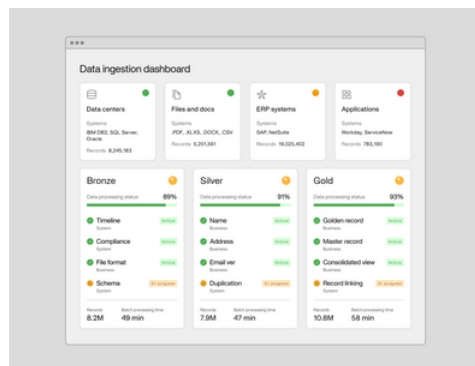 Data ingestion dashboard
Data centers
Systems
IBM DB2, SQL Server,
Oracle
Records 8,245,183
Files and docs
Systems
.PDF, .XLXS, .DOCX, .CSV
Records 5,201,581
ERP systems
Systems
SAP, NetSuite
Records 19,025,402
Applications
Systems
Workday, ServiceNow
Records 783,190
Bronze
Data processing status 89%
Timeline Active
System
Compliance Active
System
File format Active
Business
Schema In progress
System
Records Batch processing time
8.2M 49 min
Silver
Data processing status 91%
Name Active
Business
Address Active
Business
Email ver Active
Business
Duplication In progress
System
Records Batch processing time
7.9M 47 min
Gold
Data processing status 93%
Golden record Active
Business
Master record Active
Business
Consolidated view Active
Business
Record linking In progress
System
Records Batch processing time
10.8M 58 min